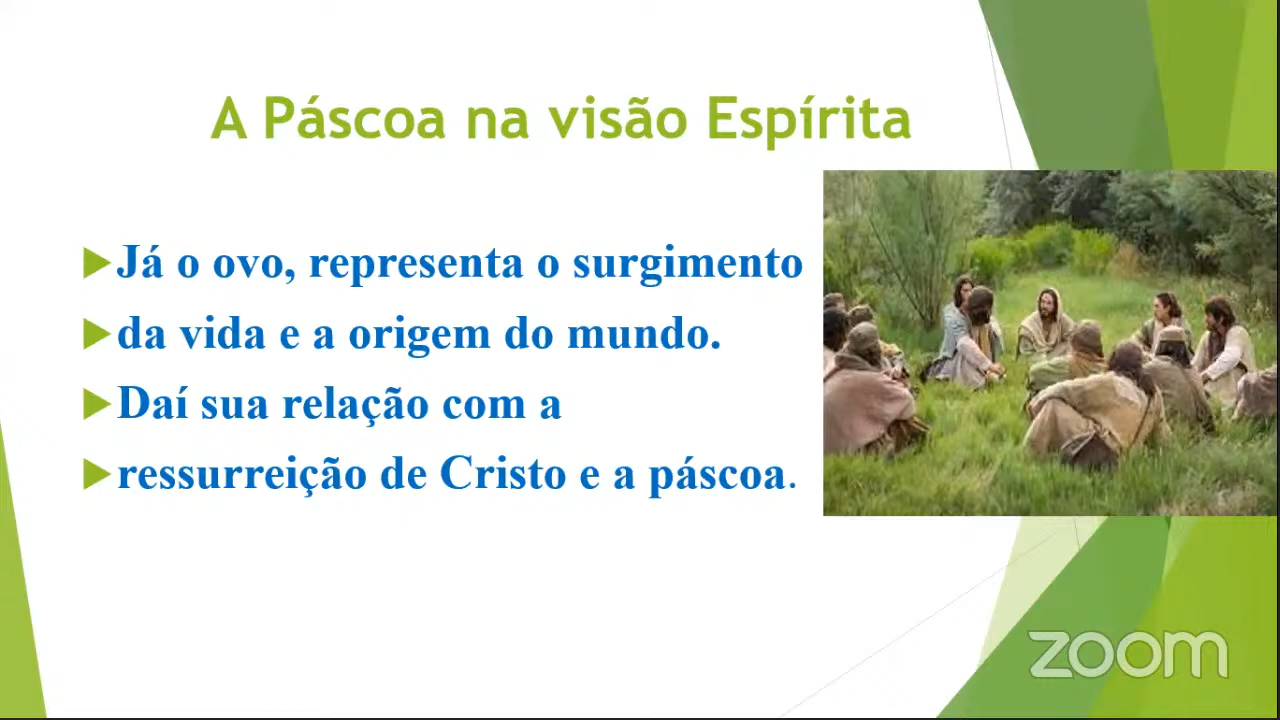 A Páscoa na visão Espírita
Já o ovo, representa o surgimento
da vida e a origem do mundo.
Daí sua relação com a
ressurreição de Cristo e a páscoa.
zoom